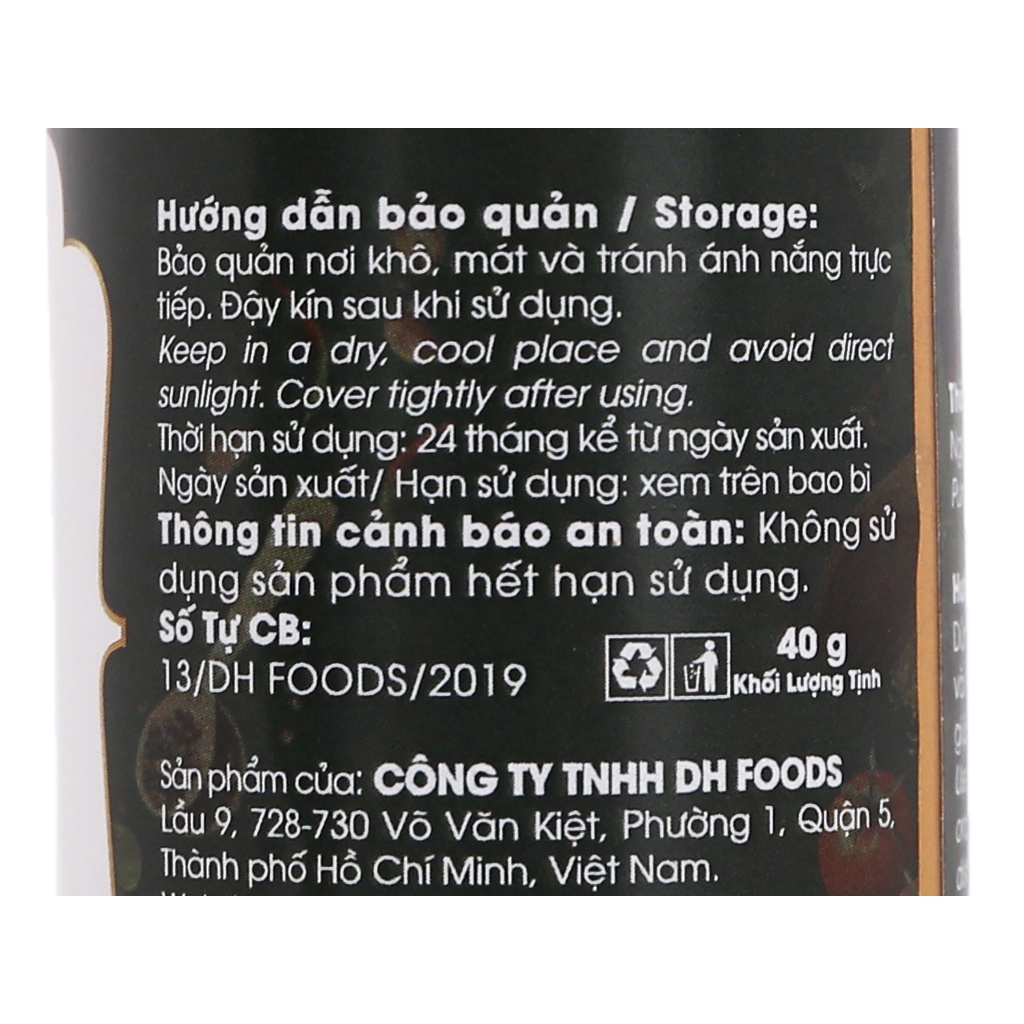 Hướng dẫn bảo quản / Storage:
Bảo quản nơi khô, mát và tránh ánh nắng trực
tiếp. Đậy kín sau khi sử dụng.
Keep in a dry, cool place and avoid direct
sunlight. Cover tightly after using.
Thời hạn sử dụng: 24 tháng kể từ ngày sản xuất.
Ngày sản xuất/ Hạn sử dụng: xem trên bao bì
Thông tin cảnh báo an toàn: Không sử
dụng sản phẩm hết hạn sử dụng.
Số Tự CB:
13/DH FOODS/2019
40 g
Khối Lượng Tịnh
Sản phẩm của: CÔNG TY TNHH DH FOODS
Lầu 9, 728-730 Võ Văn Kiệt, Phường 1, Quận 5,
Thành phố Hồ Chí Minh, Việt Nam.